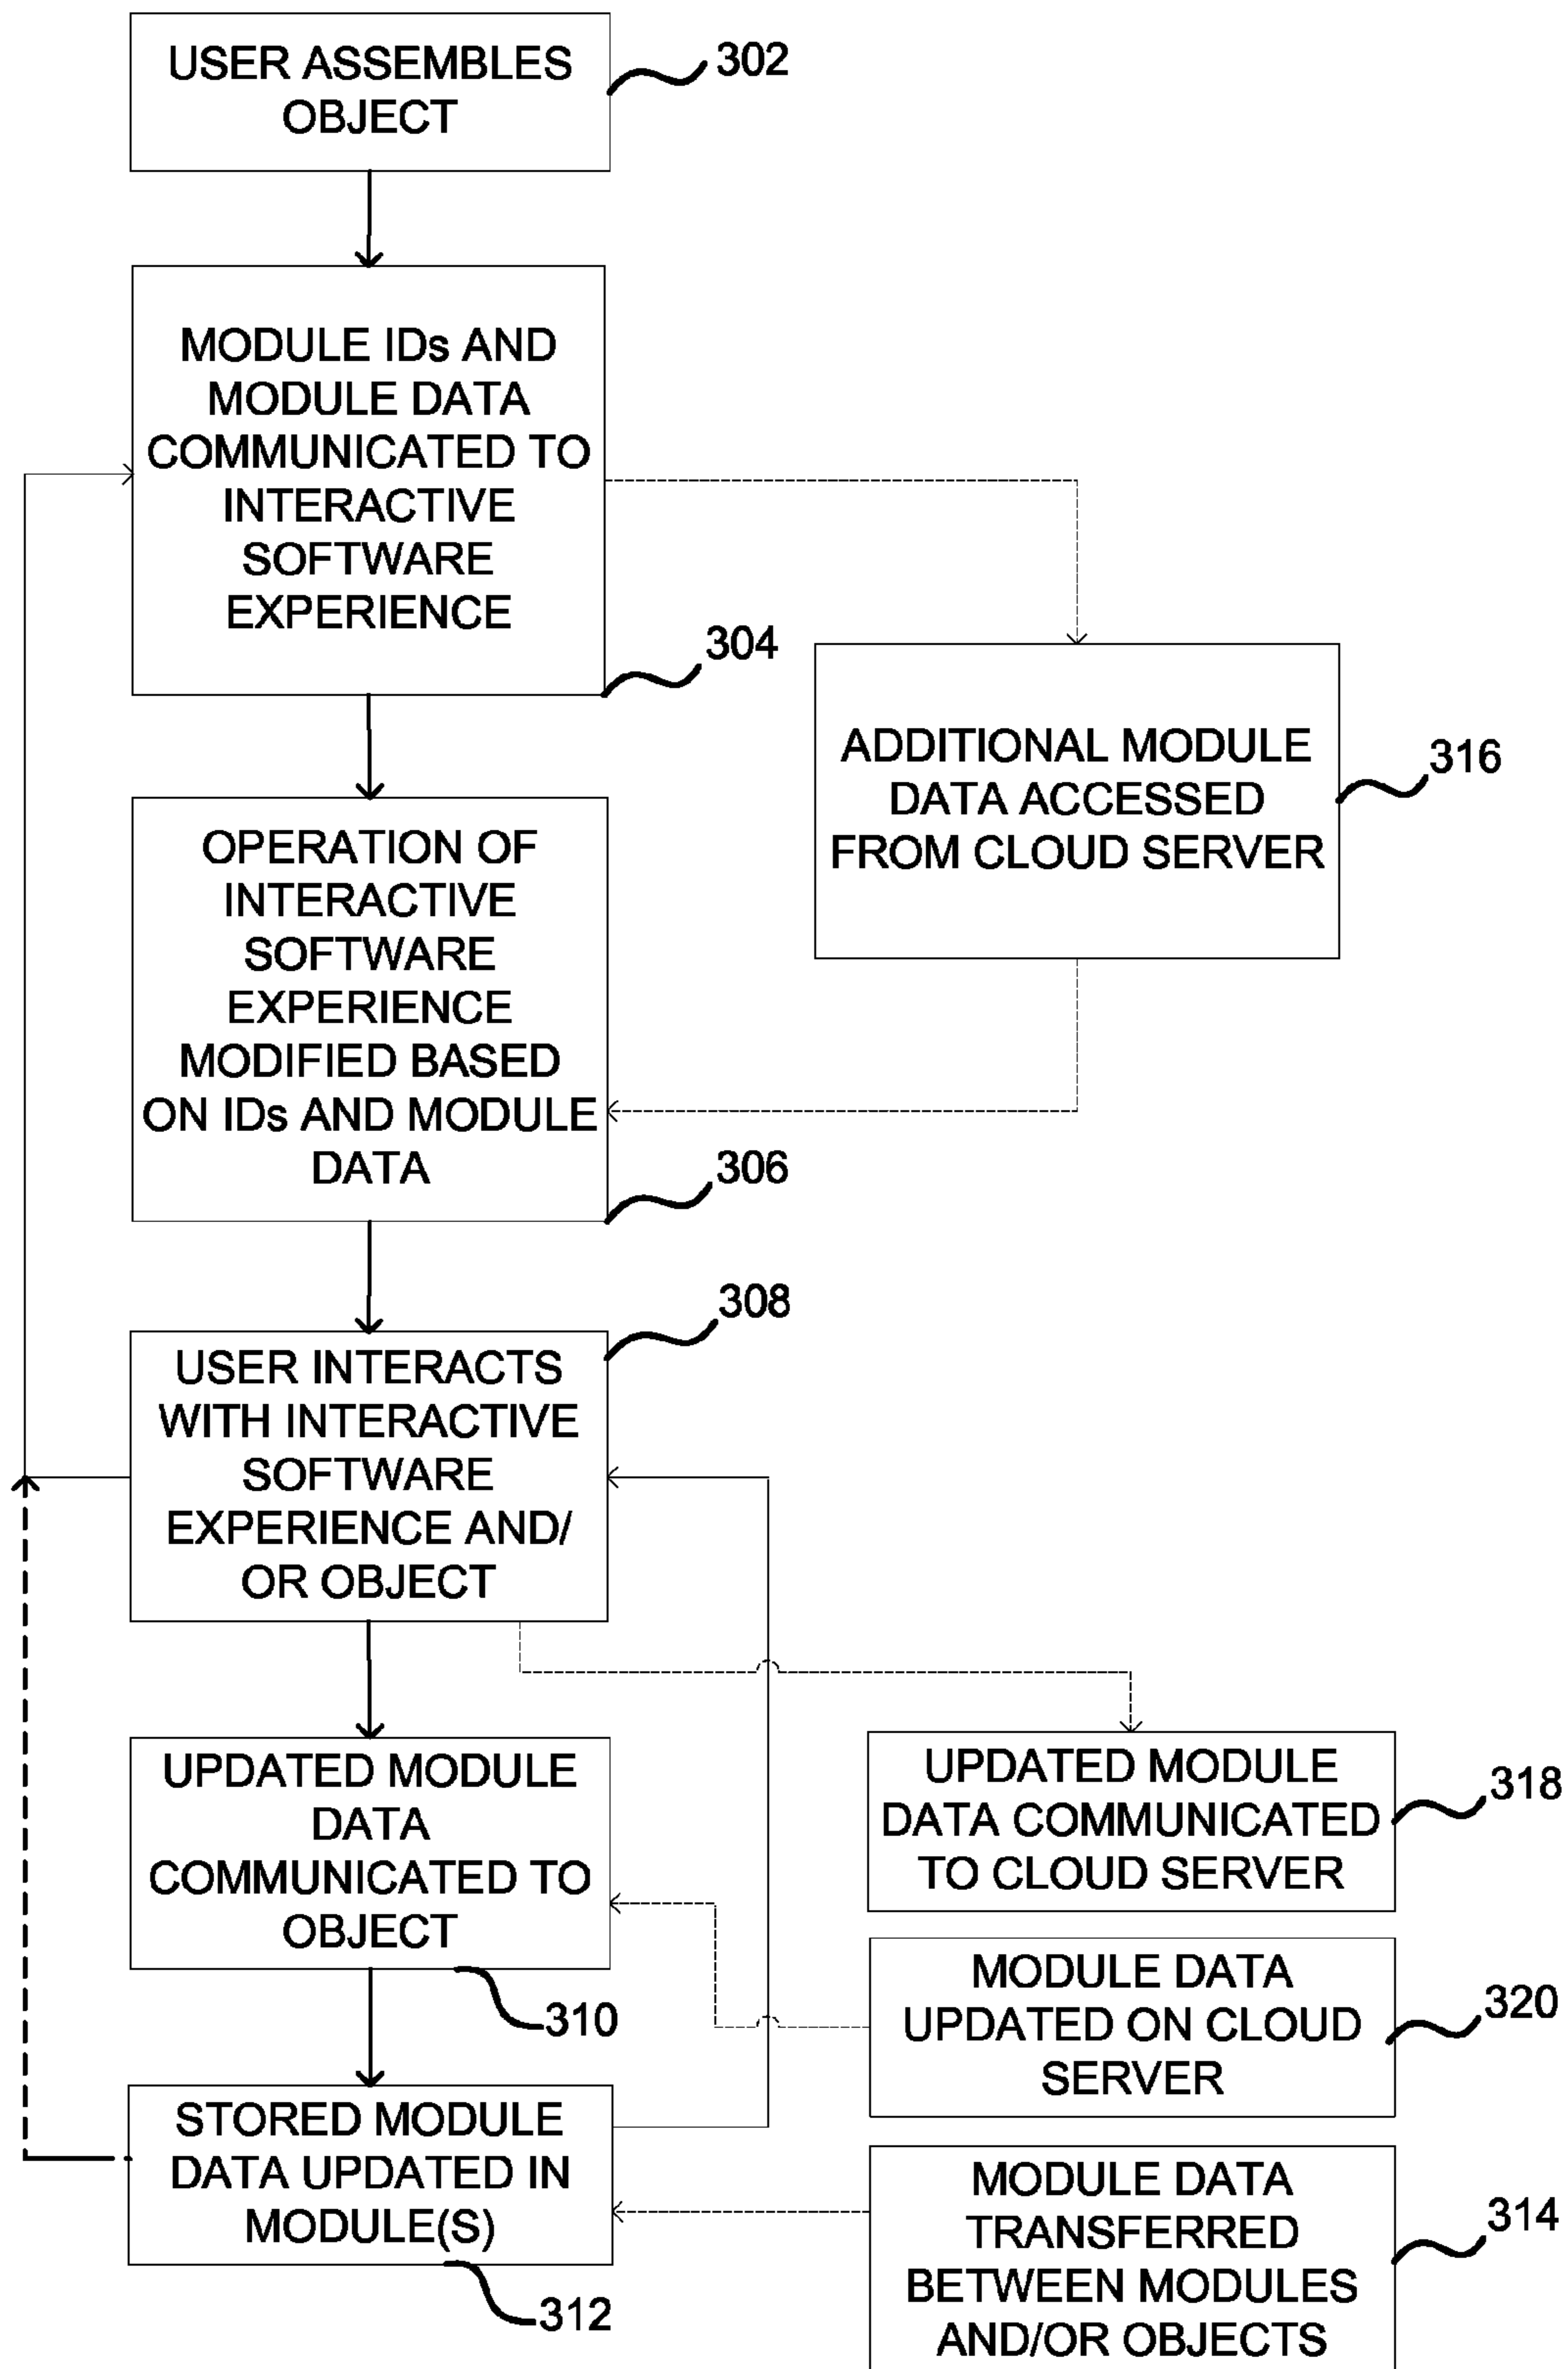 USER ASSEMBLES
OBJECT
302
MODULE IDs AND
MODULE DATA
COMMUNICATED TO
INTERACTIVE
SOFTWARE
EXPERIENCE
304
ADDITIONAL MODULE
DATA ACCESSED
FROM CLOUD SERVER
316
OPERATION OF
INTERACTIVE
SOFTWARE
EXPERIENCE
MODIFIED BASED
ON IDs AND MODULE
DATA
306
308
USER INTERACTS
WITH INTERACTIVE
SOFTWARE
EXPERIENCE AND/
OR OBJECT
UPDATED MODULE
DATA
COMMUNICATED TO
OBJECT
310
UPDATED MODULE
DATA COMMUNICATED
TO CLOUD SERVER
318
MODULE DATA
UPDATED ON CLOUD
SERVER
320
STORED MODULE
DATA UPDATED IN
MODULE(S)
312
MODULE DATA
TRANSFERRED
BETWEEN MODULES
AND/OR OBJECTS
314